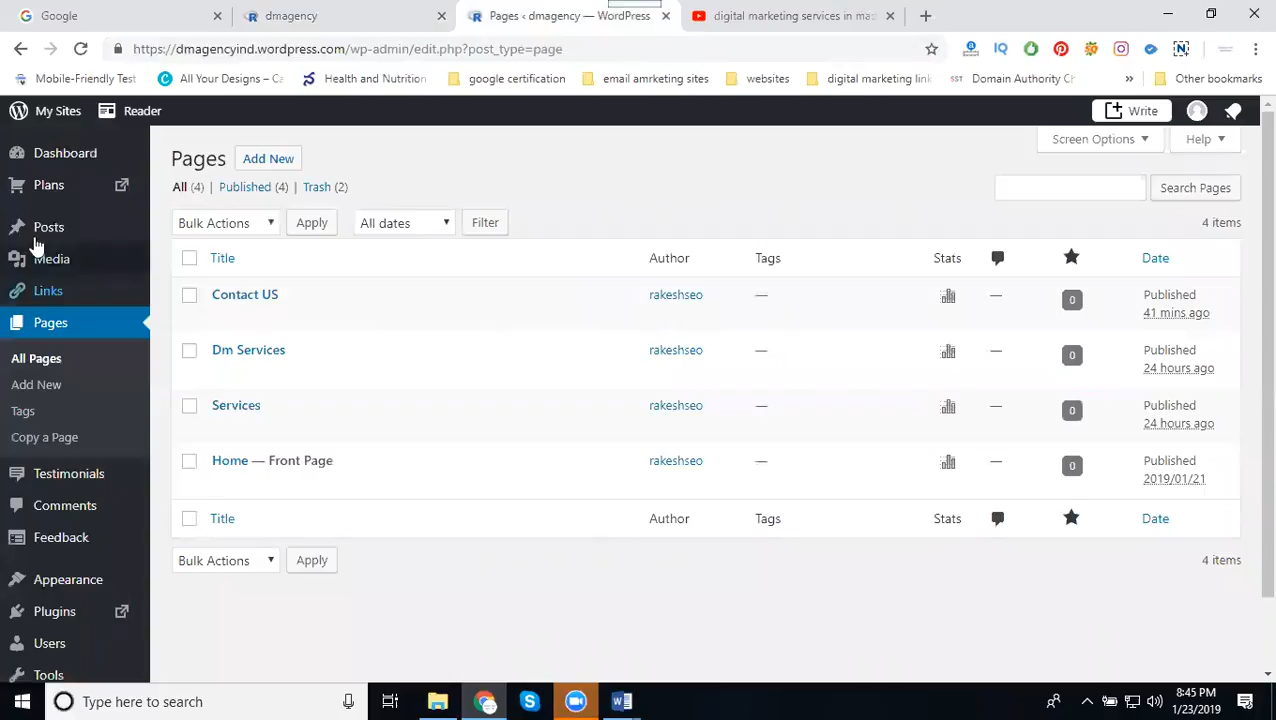 Google
dmagency
Pages ‹ dmagency — WordPress
digital marketing services in mas
https://dmagencyind.wordpress.com/wp-admin/edit.php?post_type=page
Mobile-Friendly Test
All Your Designs – Ca
Health and Nutrition
google certification
email amrketing sites
websites
digital marketing link
SST Domain Authority Ch
»
Other bookmarks
My Sites
Reader
Write
Dashboard
Plans
Posts
Media
Links
Pages
All Pages
Add New
Tags
Copy a Page
Testimonials
Comments
Feedback
Appearance
Plugins
Users
Tools
Screen Options
Help
Pages Add New
All (4) | Published (4) | Trash (2)
Search Pages
Bulk Actions Apply All dates Filter 4 items
Title Author Tags Stats Date
Contact US rakeshseo — — 0 Published
41 mins ago
Dm Services rakeshseo — — 0 Published
24 hours ago
Services rakeshseo — — 0 Published
24 hours ago
Home — Front Page rakeshseo — — 0 Published
2019/01/21
Title Author Tags Stats Date
Bulk Actions Apply 4 items
Type here to search
8:45 PM
1/23/2019